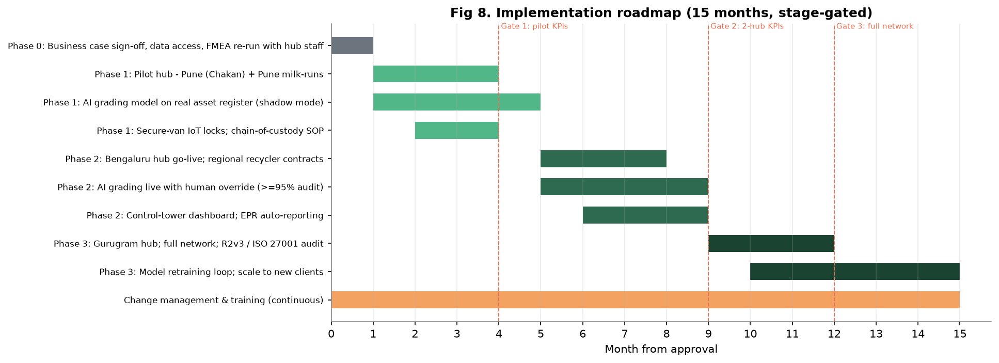 Fig 8. Implementation roadmap (15 months, stage-gated)
Gate 1: pilot KPIs
Gate 2: 2-hub KPIs
Gate 3: full network
Phase 0: Business case sign-off, data access, FMEA re-run with hub staff
Phase 1: Pilot hub - Pune (Chakan) + Pune milk-runs
Phase 1: AI grading model on real asset register (shadow mode)
Phase 1: Secure-van IoT locks; chain-of-custody SOP
Phase 2: Bengaluru hub go-live; regional recycler contracts
Phase 2: AI grading live with human override (>=95% audit)
Phase 2: Control-tower dashboard; EPR auto-reporting
Phase 3: Gurugram hub; full network; R2v3 / ISO 27001 audit
Phase 3: Model retraining loop; scale to new clients
Change management & training (continuous)
0 1 2 3 4 5 6 7 8 9 10 11 12 13 14 15
Month from approval